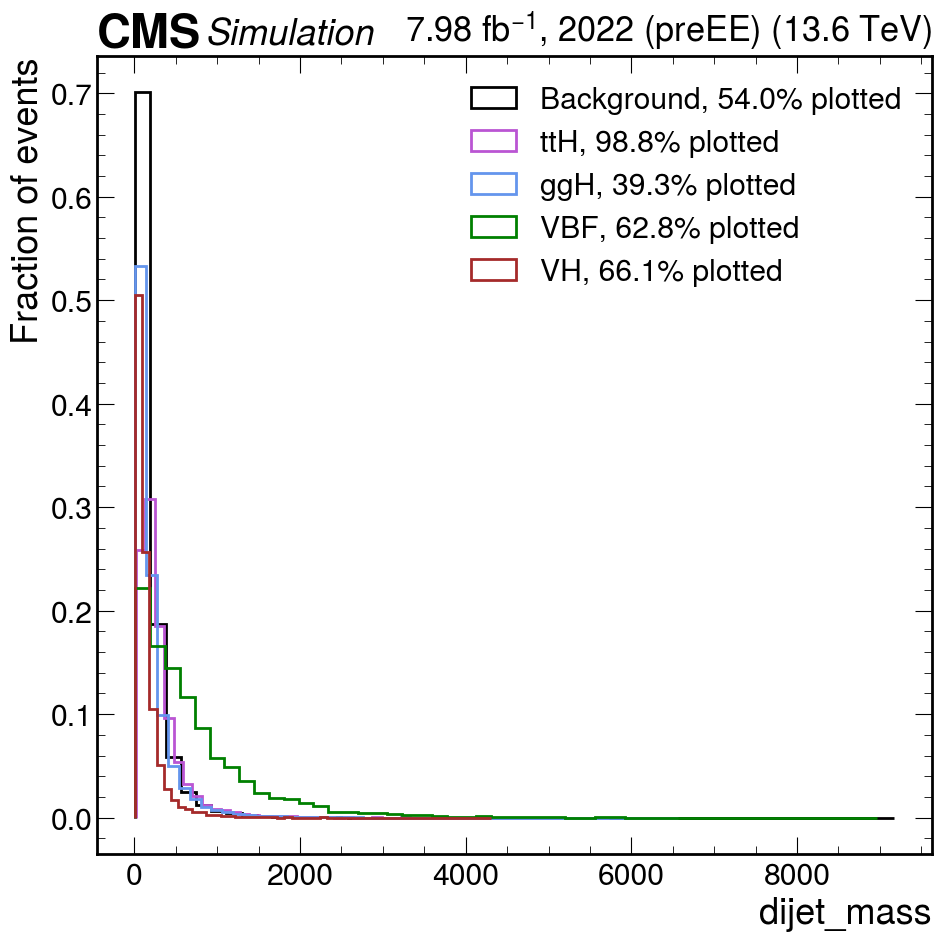 CMS Simulation 7.98 fb⁻¹, 2022 (preEE) (13.6 TeV)
Fraction of events
0.7
0.6
0.5
0.4
0.3
0.2
0.1
0.0
Background, 54.0% plotted
ttH, 98.8% plotted
ggH, 39.3% plotted
VBF, 62.8% plotted
VH, 66.1% plotted
0 2000 4000 6000 8000
dijet_mass